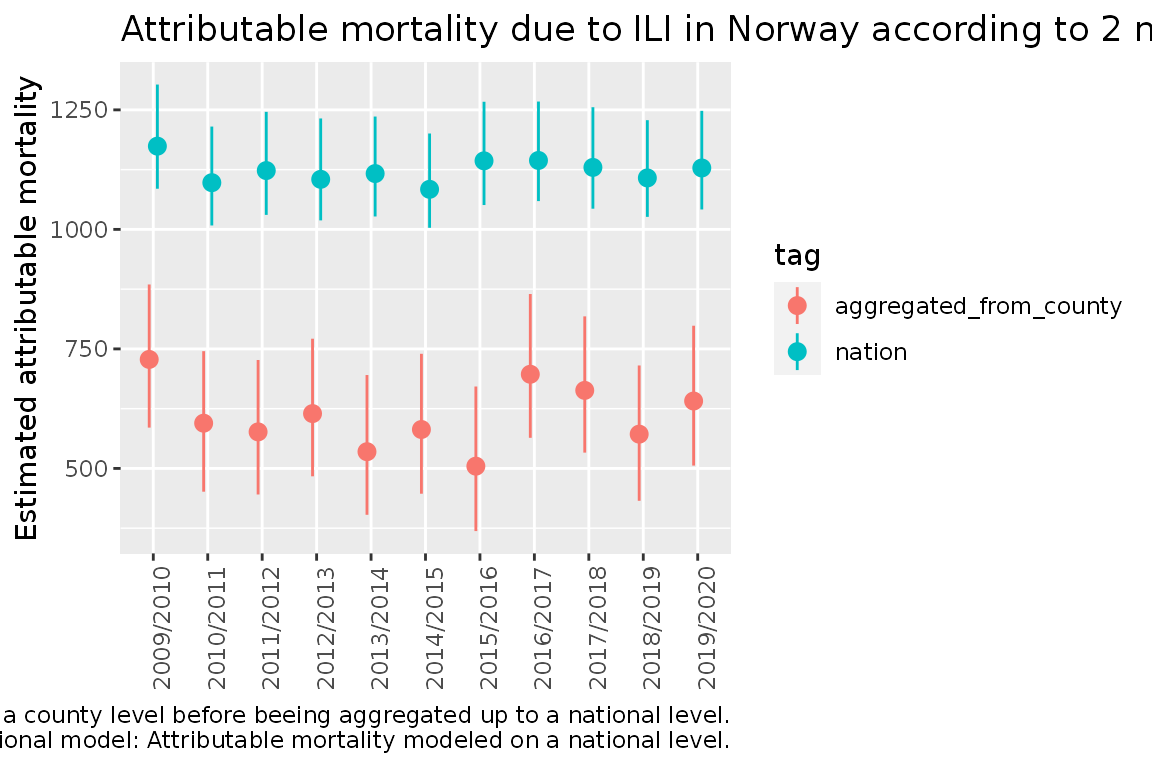 Attributable mortality due to ILI in Norway according to 2
Estimated attributable mortality
1250
1000
750
500
2009/2010
2010/2011
2011/2012
2012/2013
2013/2014
2014/2015
2015/2016
2016/2017
2017/2018
2018/2019
2019/2020
tag
aggregated_from_county
nation
a county level before beeing aggregated up to a national level.
model: Attributable mortality modeled on a national level.